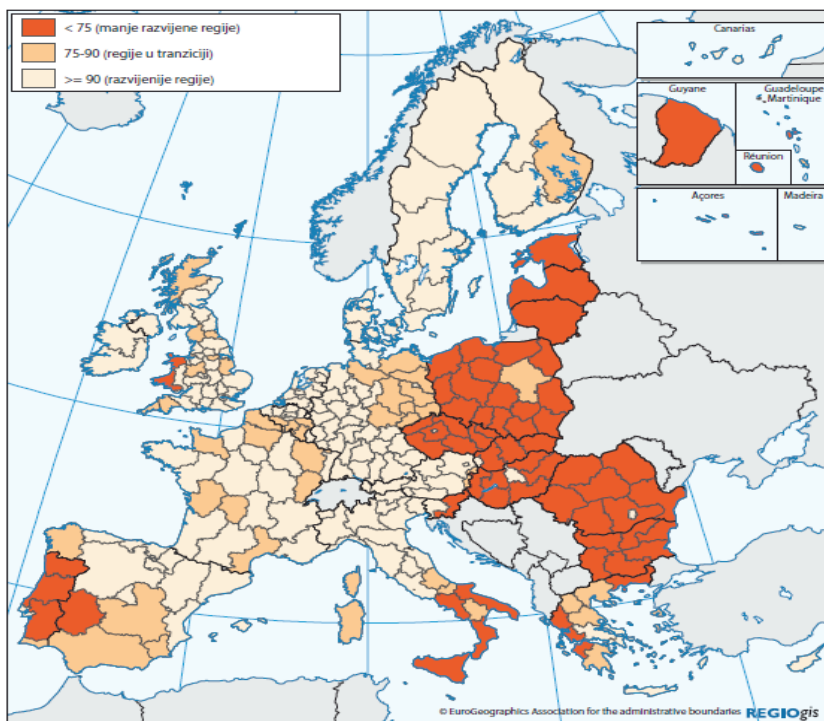 < 75 (manje razvijene regije)
75-90 (regije u tranziciji)
>= 90 (razvijenije regije)
Canarias
Guyane
Guadeloupe
Martinique
Réunion
Açores
Madeira
© EuroGeographics Association for the administrative boundaries REGIOgis